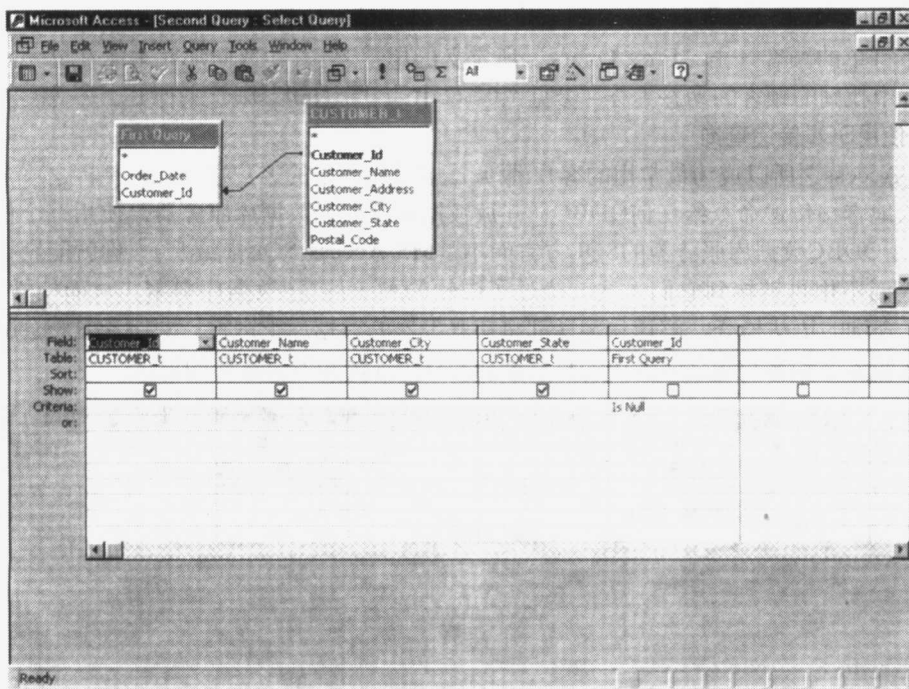 Microsoft Access - [Second Query : Select Query]
File Edit View Insert Query Tools Window Help
All
First Query
*
Order_Date
Customer_Id
CUSTOMER_t
*
Customer_Id
Customer_Name
Customer_Address
Customer_City
Customer_State
Postal_Code
Field: Customer_Id Customer_Name Customer_City Customer_State Customer_Id
Table: CUSTOMER_t CUSTOMER_t CUSTOMER_t CUSTOMER_t First Query
Sort:
Show:
Criteria: Is Null
or:
Ready